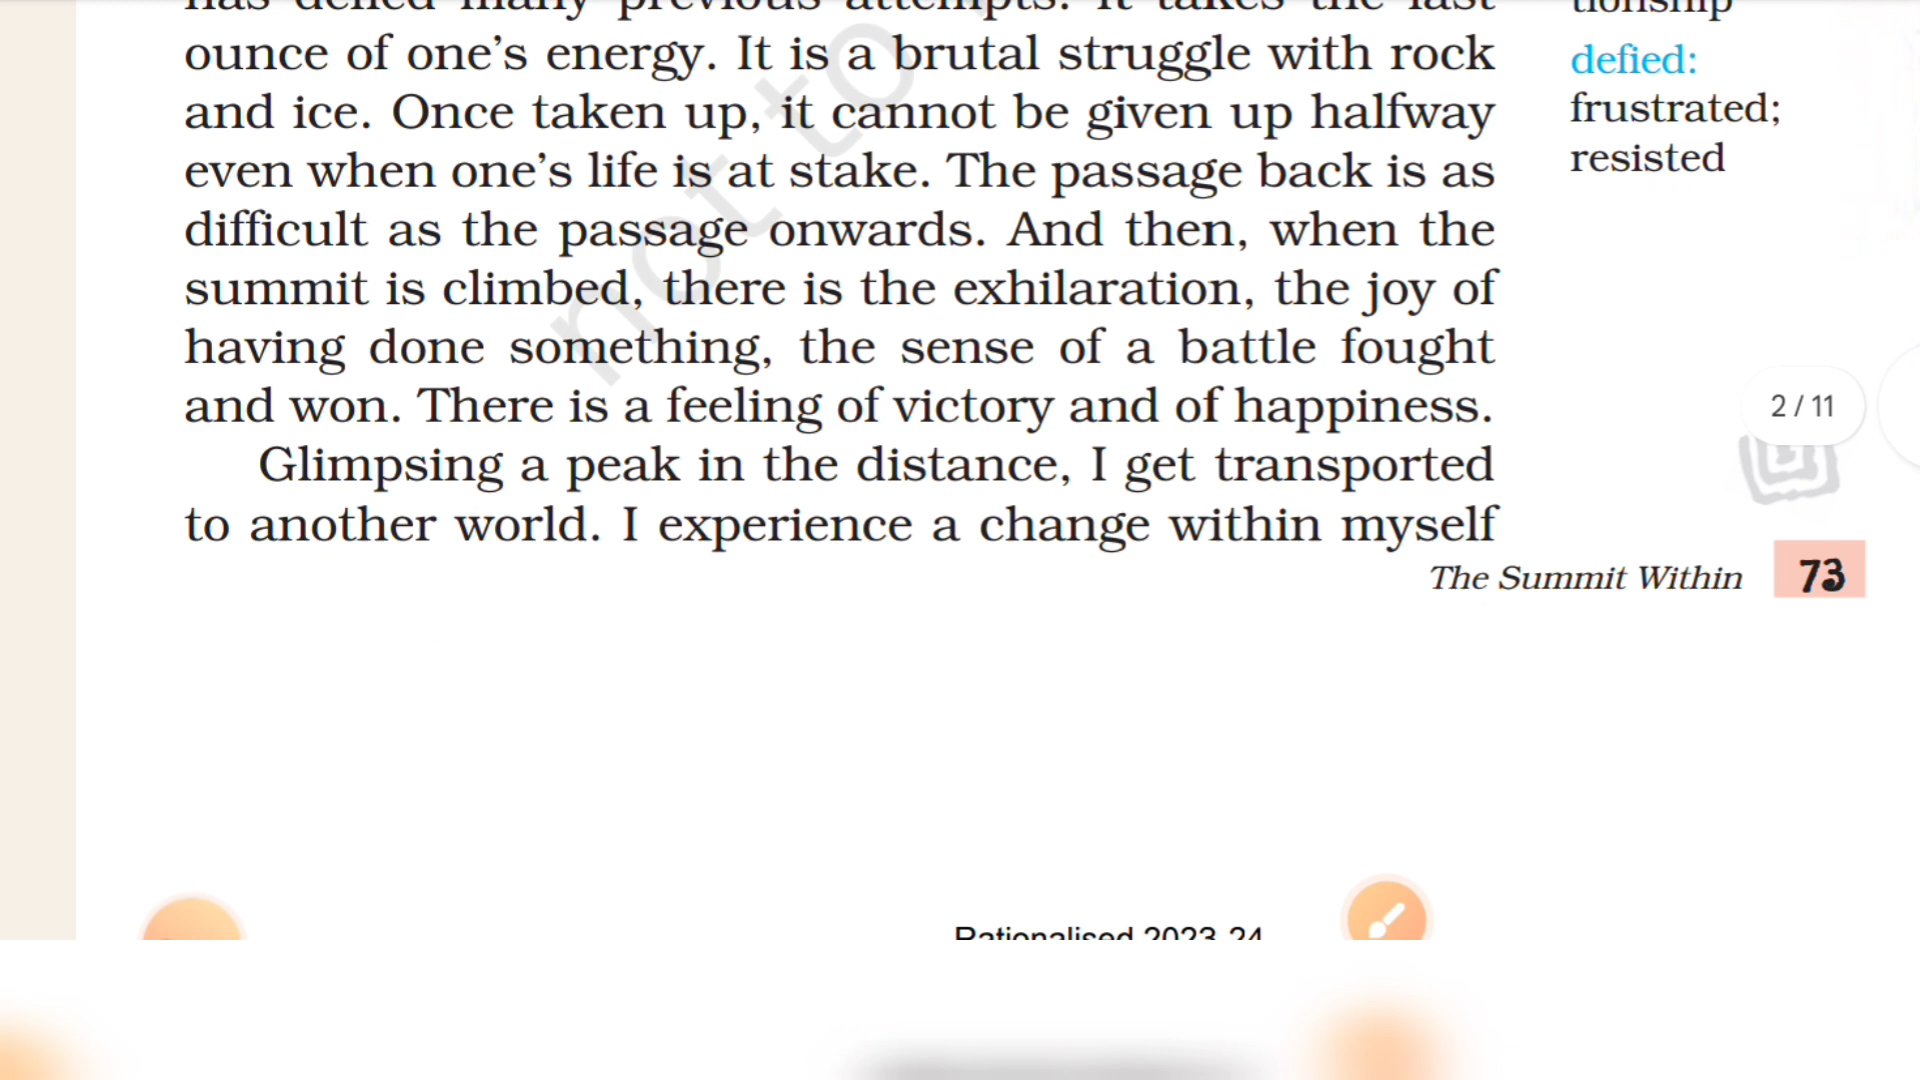 has defied many previous attempts. It takes the last
ounce of one’s energy. It is a brutal struggle with rock
and ice. Once taken up, it cannot be given up halfway
even when one’s life is at stake. The passage back is as
difficult as the passage onwards. And then, when the
summit is climbed, there is the exhilaration, the joy of
having done something, the sense of a battle fought
and won. There is a feeling of victory and of happiness.
Glimpsing a peak in the distance, I get transported
to another world. I experience a change within myself
tionship
defied:
frustrated;
resisted
not to
2 / 11
The Summit Within 73
Rationalised 2023-24